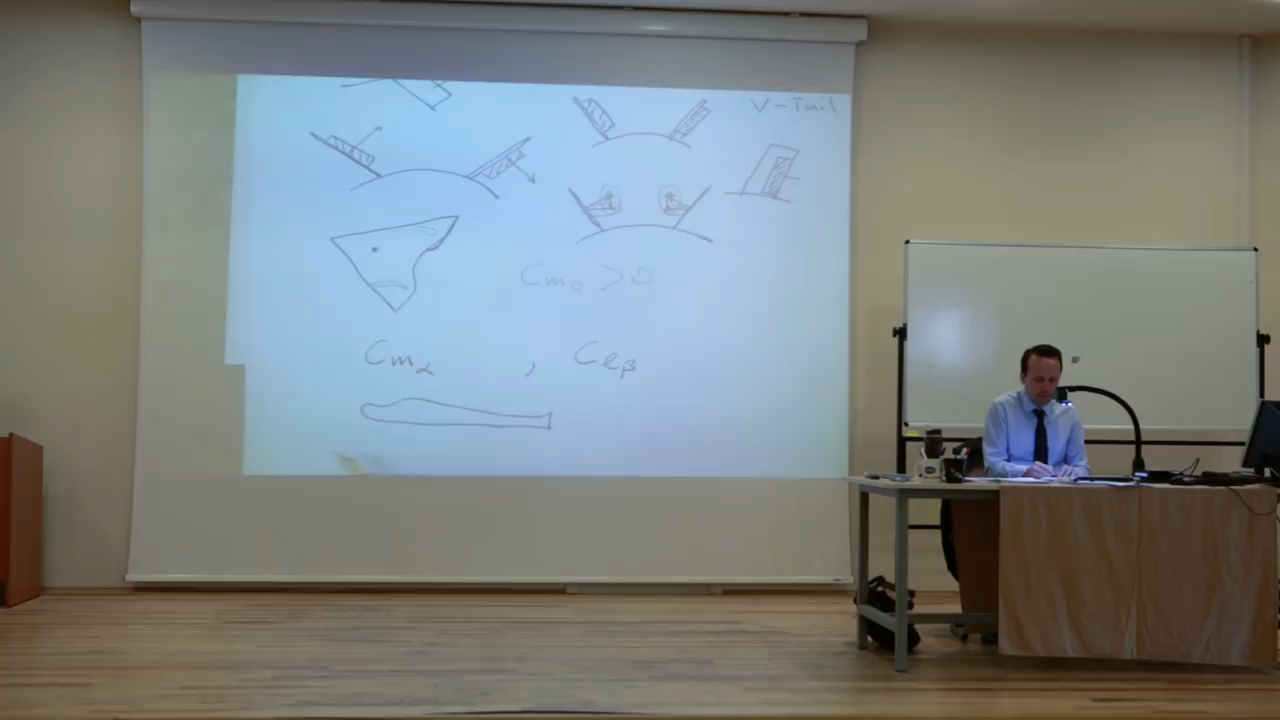 V-Tail
Cm₀ > 0
Cmα , Cℓβ